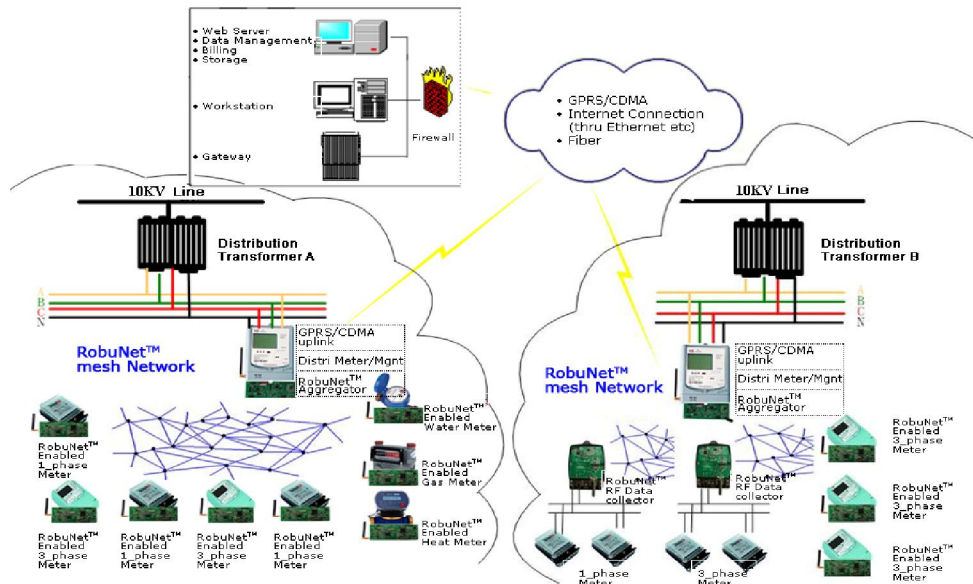 • Web Server
• Data Management
• Billing
• Storage
• Workstation
• Gateway
Firewall
• GPRS/CDMA
• Internet Connection
(thru Ethernet etc)
• Fiber
10KV Line
Distribution
Transformer A
A
B
C
N
GPRS/CDMA
uplink
Distri Meter/Mgnt
RobuNet™
Aggregator
RobuNet™
mesh Network
RobuNet™
Enabled
1_phase
Meter
RobuNet™
Enabled
Water Meter
RobuNet™
Enabled
Gas Meter
RobuNet™
Enabled
Heat Meter
RobuNet™
Enabled
3_phase
Meter
RobuNet™
Enabled
1_phase
Meter
RobuNet™
Enabled
3_phase
Meter
RobuNet™
Enabled
1_phase
Meter
10KV Line
Distribution
Transformer B
A
B
C
N
GPRS/CDMA
uplink
Distri Meter/Mgnt
RobuNet™
Aggregator
RobuNet™
mesh Network
RobuNet™
RF Data
collector
RobuNet™
RF Data
collector
RobuNet™
Enabled
3_phase
Meter
RobuNet™
Enabled
3_phase
Meter
RobuNet™
Enabled
3_phase
Meter
1_phase
Meter
3_phase
Meter